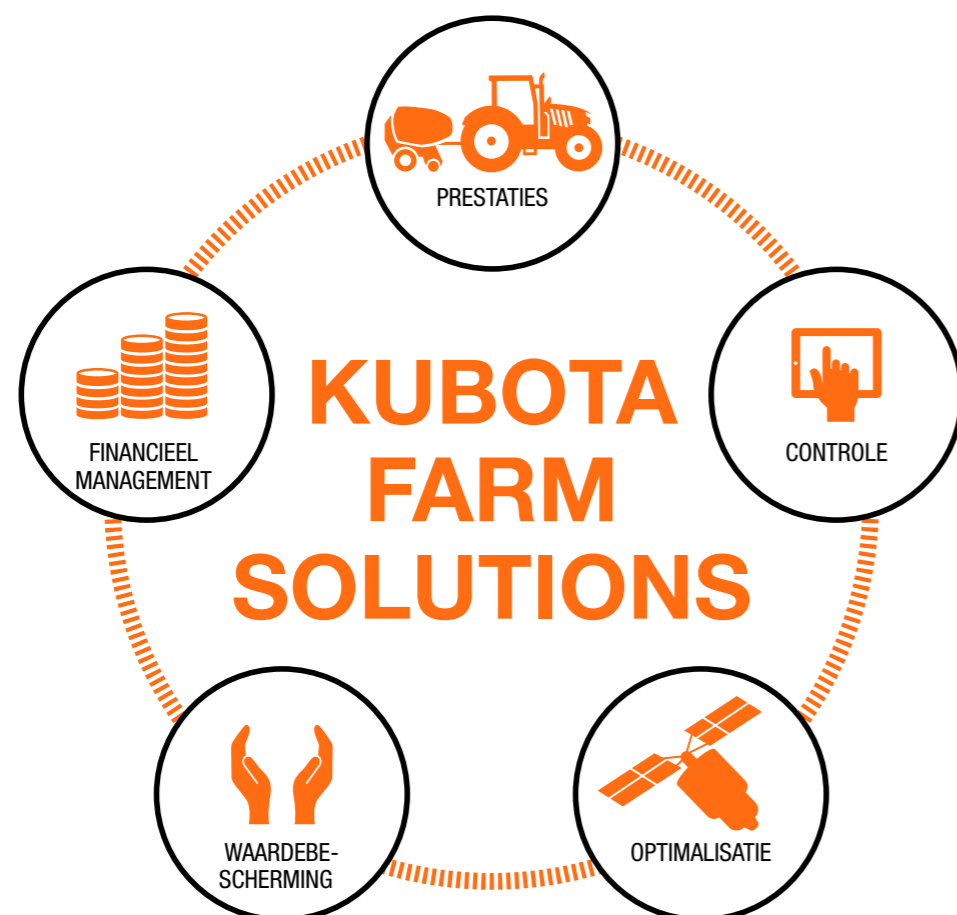 PRESTATIES
FINANCIEEL
MANAGEMENT
KUBOTA
FARM
SOLUTIONS
CONTROLE
WAARDEBE-
SCHERMING
OPTIMALISATIE